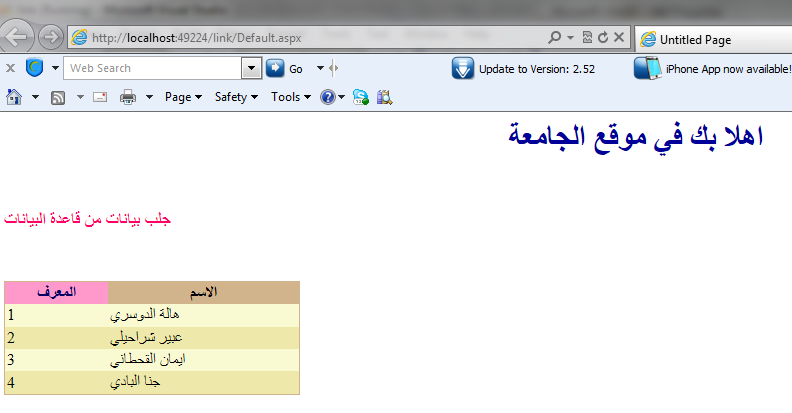 http://localhost:49224/link/Default.aspx
Untitled Page
Web Search
Go
Update to Version: 2.52
iPhone App now available!
Page
Safety
Tools
اهلا بك في موقع الجامعة
جلب بيانات من قاعدة البيانات
المعرف الاسم
1 هالة الدوسري
2 عبير شراحيلي
3 ايمان القحطاني
4 جنا البادي